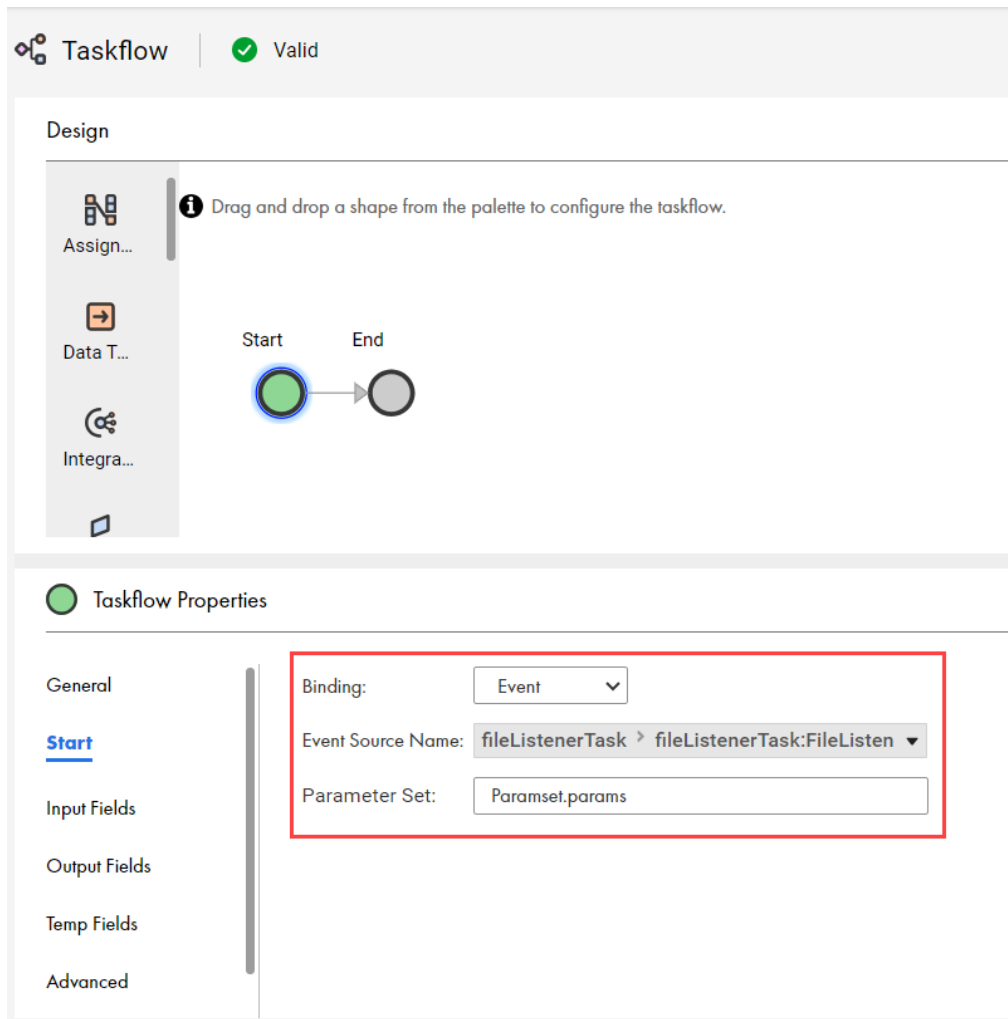 Taskflow
Valid
Design
Drag and drop a shape from the palette to configure the taskflow.
Assign...
Data T...
Integra...
Start
End
Taskflow Properties
General
Start
Input Fields
Output Fields
Temp Fields
Advanced
Binding: Event
Event Source Name: fileListenerTask > fileListenerTask:FileListen
Parameter Set: Paramset.params